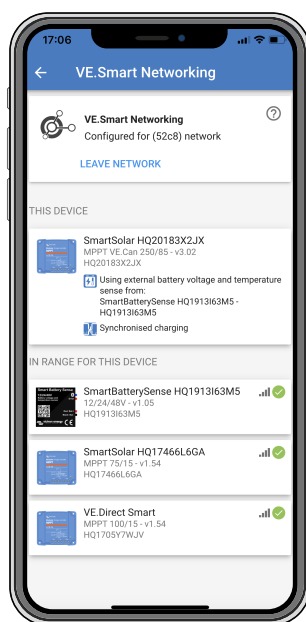 17:06
VE.Smart Networking
VE.Smart Networking
Configured for (52c8) network
LEAVE NETWORK
THIS DEVICE
SmartSolar HQ20183X2JX
MPPT VE.Can 250/85 - v3.02
HQ20183X2JX
Using external battery voltage and temperature
sense from:
SmartBatterySense HQ1913I63M5 -
HQ1913I63M5
Synchronised charging
IN RANGE FOR THIS DEVICE
Smart Battery Sense
SmartBatterySense HQ1913I63M5
12/24/48V - v1.05
HQ1913I63M5
SmartSolar HQ17466L6GA
MPPT 75/15 - v1.54
HQ17466L6GA
VE.Direct Smart
MPPT 100/15 - v1.54
HQ1705Y7WJV